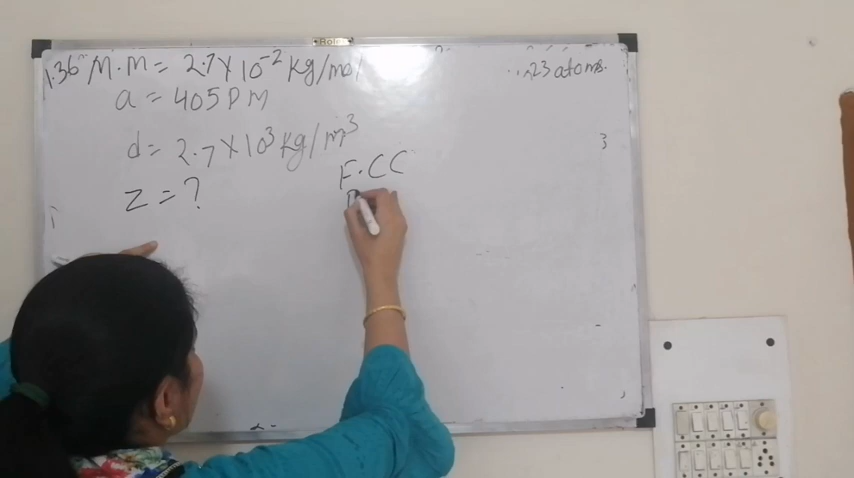 1.36 M.M = 2.7 X 10⁻² Kg/mol
a = 405 PM
d = 2.7 X 10³ Kg/m³
Z = ?
F.CC
23 atoms.
3